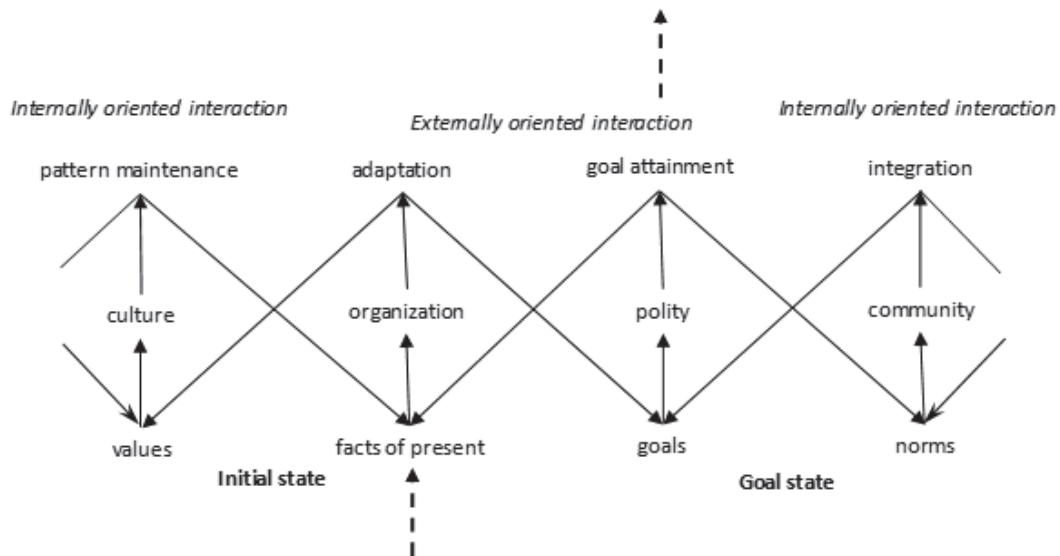 Internally oriented interaction
Externally oriented interaction
Internally oriented interaction
pattern maintenance
adaptation
goal attainment
integration
culture
organization
polity
community
values
facts of present
goals
norms
Initial state
Goal state